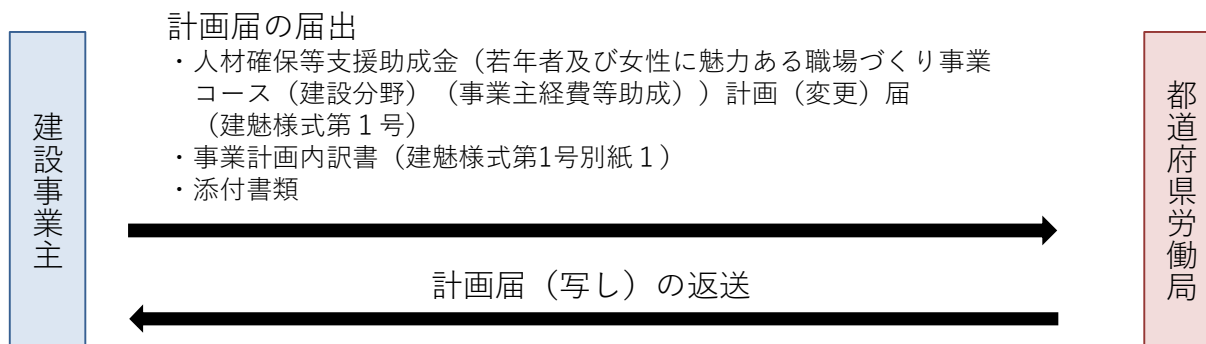 建設事業主
計画届の届出
・人材確保等支援助成金（若年者及び女性に魅力ある職場づくり事業
コース（建設分野）（事業主経費等助成））計画（変更）届
（建魅様式第１号）
・事業計画内訳書（建魅様式第1号別紙１）
・添付書類
計画届（写し）の返送
都道府県労働局